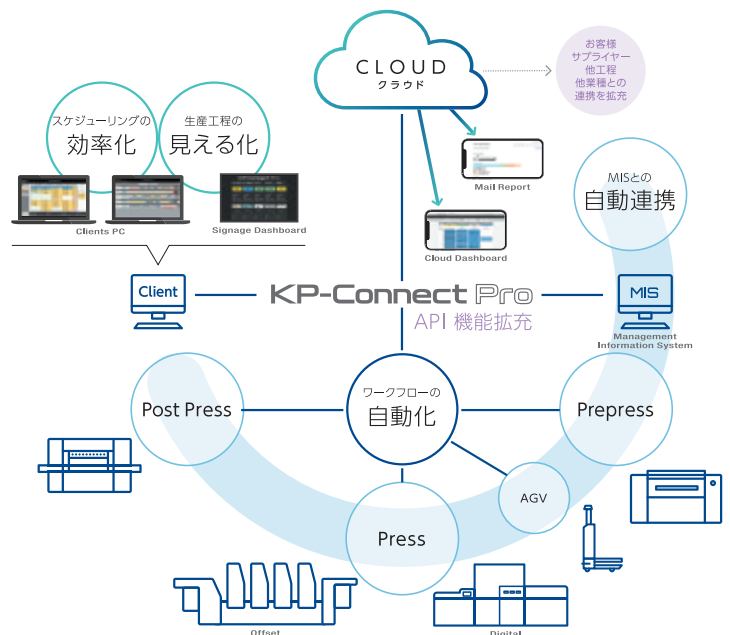 CLOUD
クラウド
お客様
サプライヤー
他工程
他業種との
連携を拡充
スケジューリングの
効率化
生産工程の
見える化
Mail Report
MISとの
自動連携
Clients PC
Signage Dashboard
Cloud Dashboard
Client
KP-Connect Pro
API 機能拡充
MIS
Management
Information System
Post Press
ワークフローの
自動化
Prepress
AGV
Press
Offset
Digital